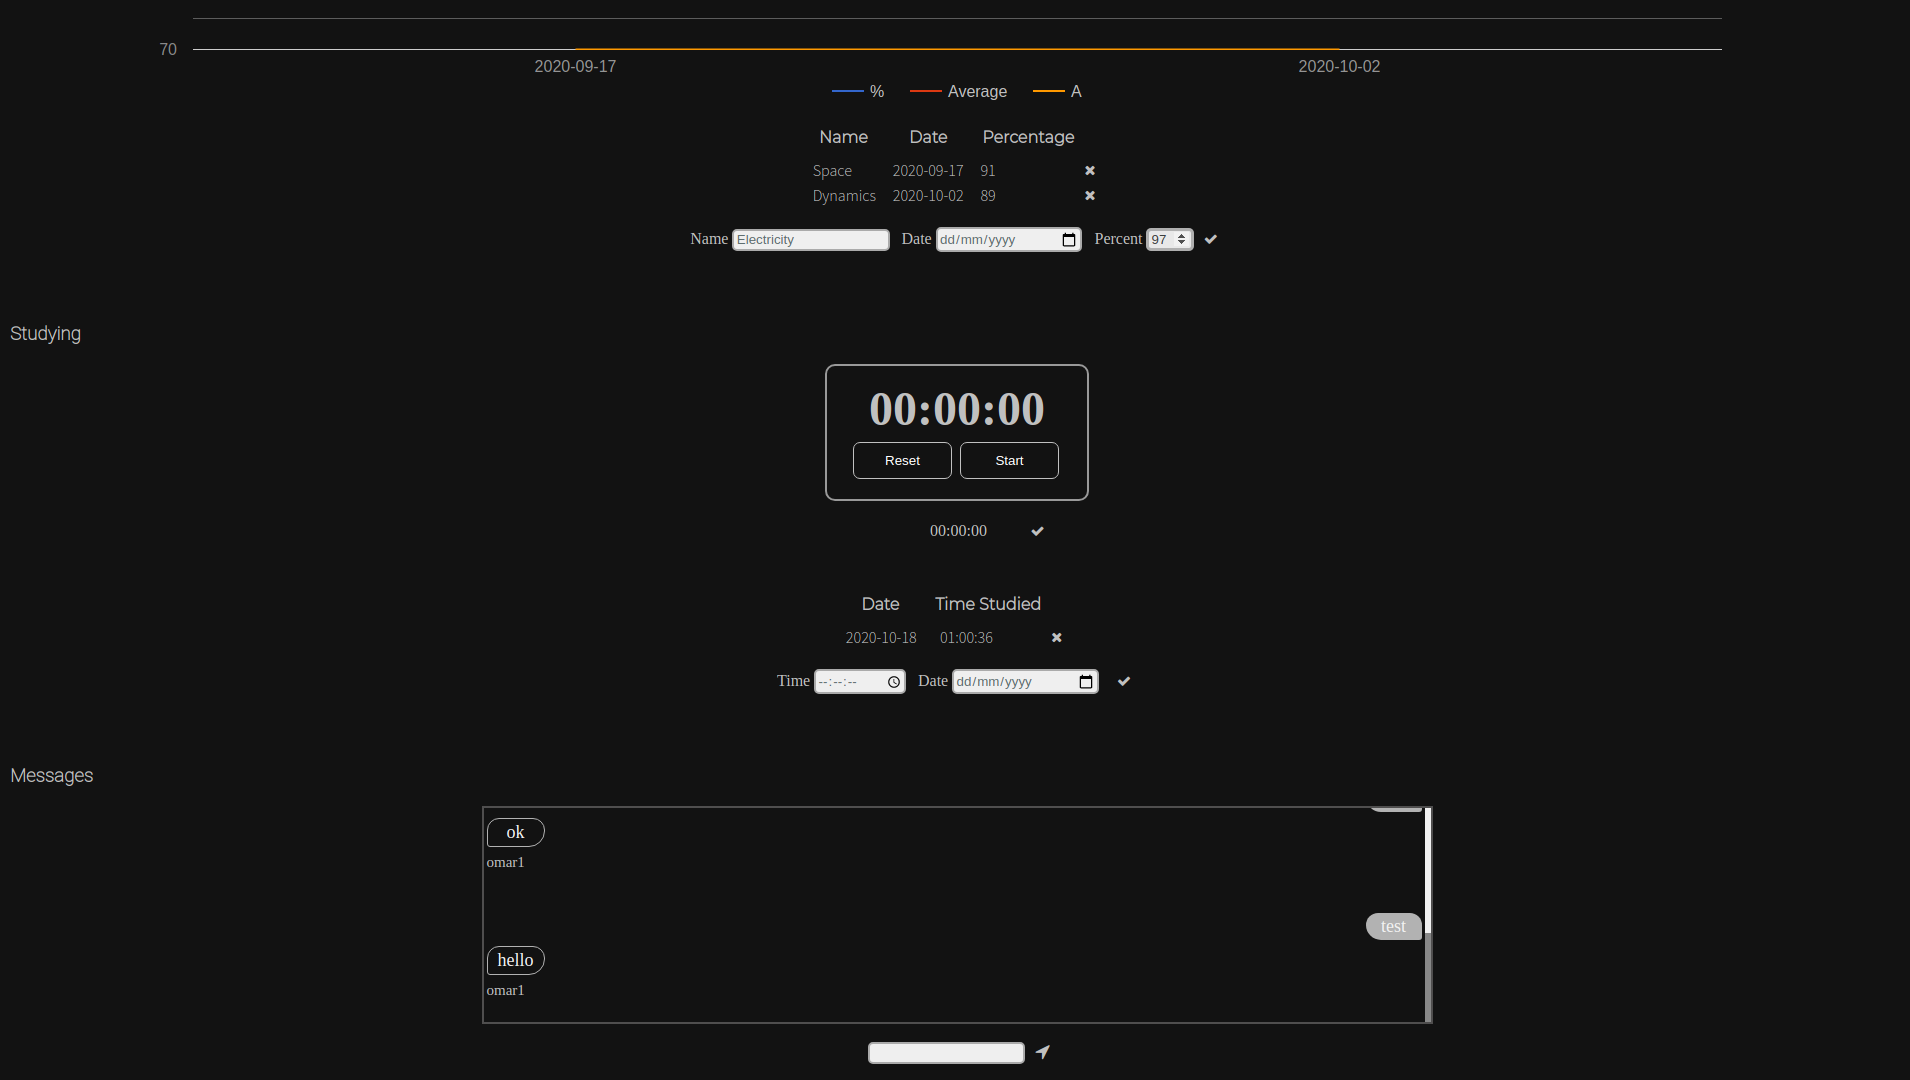 70
2020-09-17 2020-10-02
% Average A
Name Date Percentage
Space 2020-09-17 91
Dynamics 2020-10-02 89
Name Electricity Date dd/mm/yyyy Percent 97
Studying
00:00:00
Reset Start
00:00:00
Date Time Studied
2020-10-18 01:00:36
Time --:--:-- Date dd/mm/yyyy
Messages
ok
omar1
test
hello
omar1